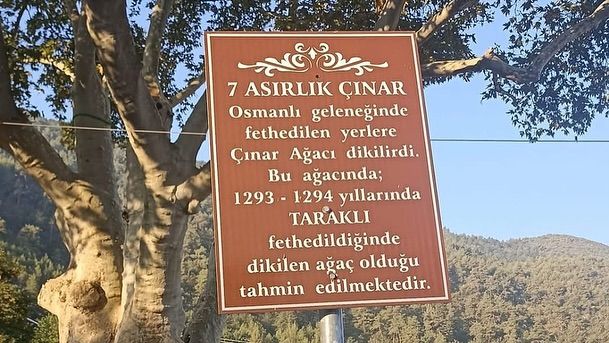 7 ASIRLIK ÇINAR
Osmanlı geleneğinde
fethedilen yerlere
Çınar Ağacı dikilirdi.
Bu ağacında;
1293 - 1294 yıllarında
TARAKLI
fethedildiğinde
dikilen ağaç olduğu
tahmin edilmektedir.